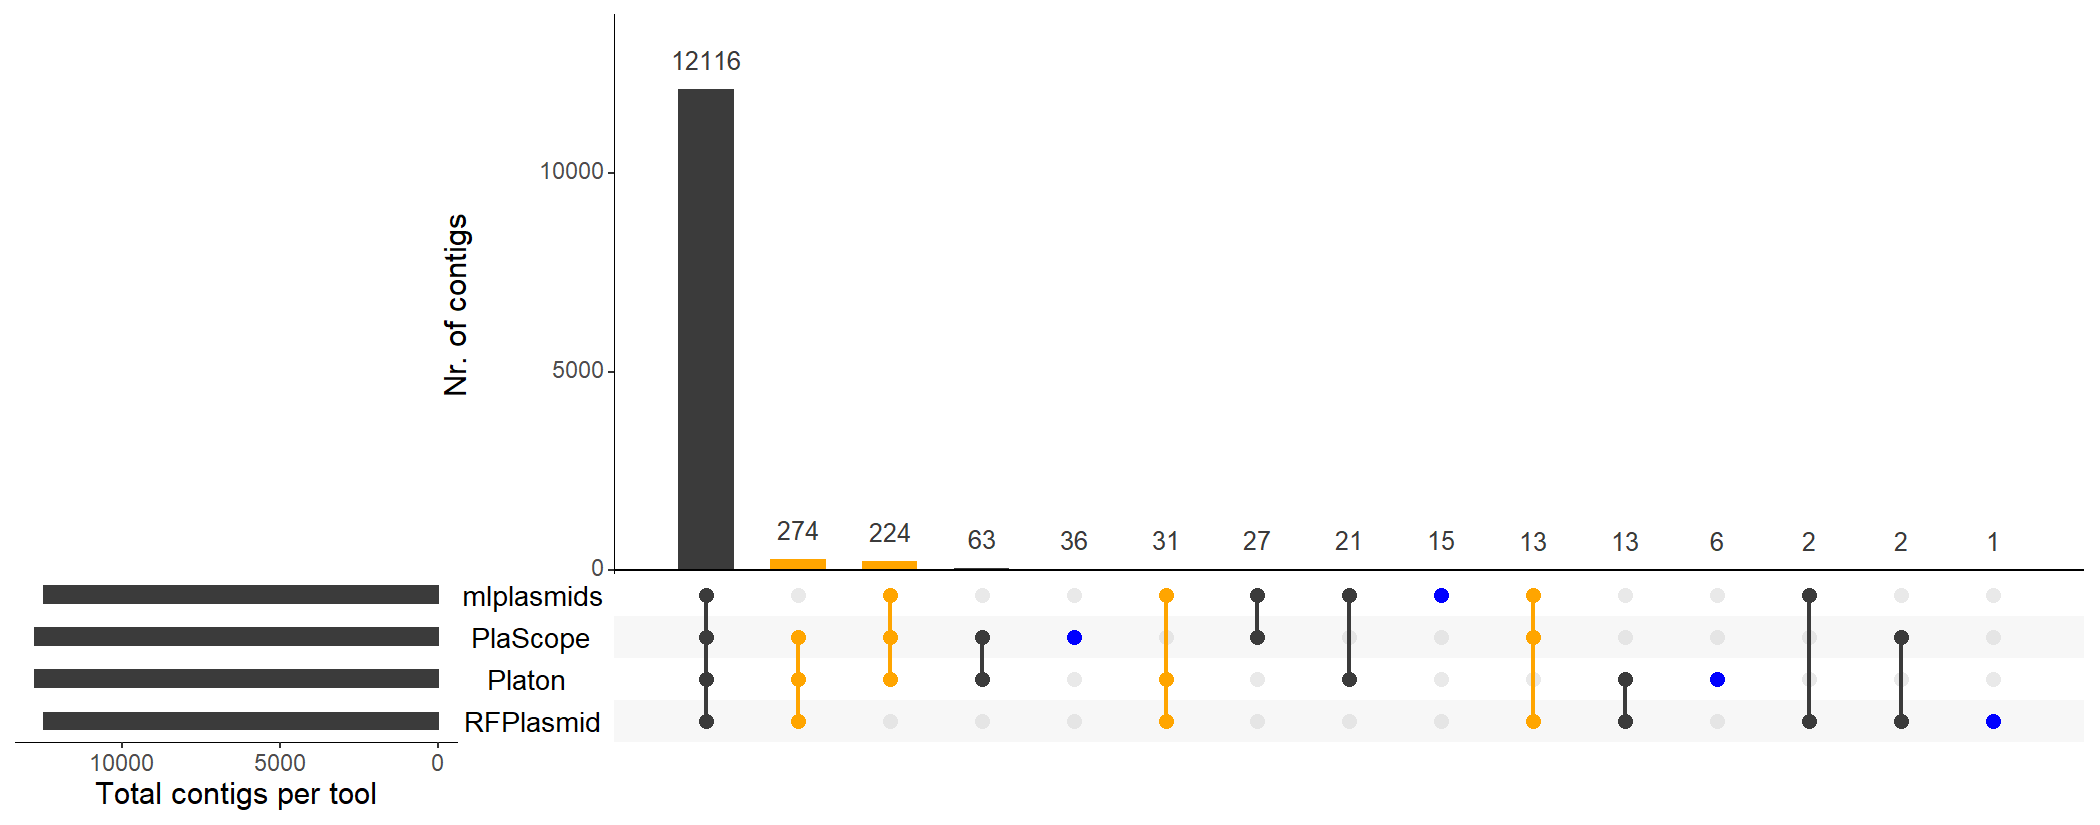 12116
10000
5000
0
Nr. of contigs
274 224 63 36 31 27 21 15 13 13 6 2 2 1
mlplasmids
PlaScope
Platon
RFPlasmid
10000 5000 0
Total contigs per tool